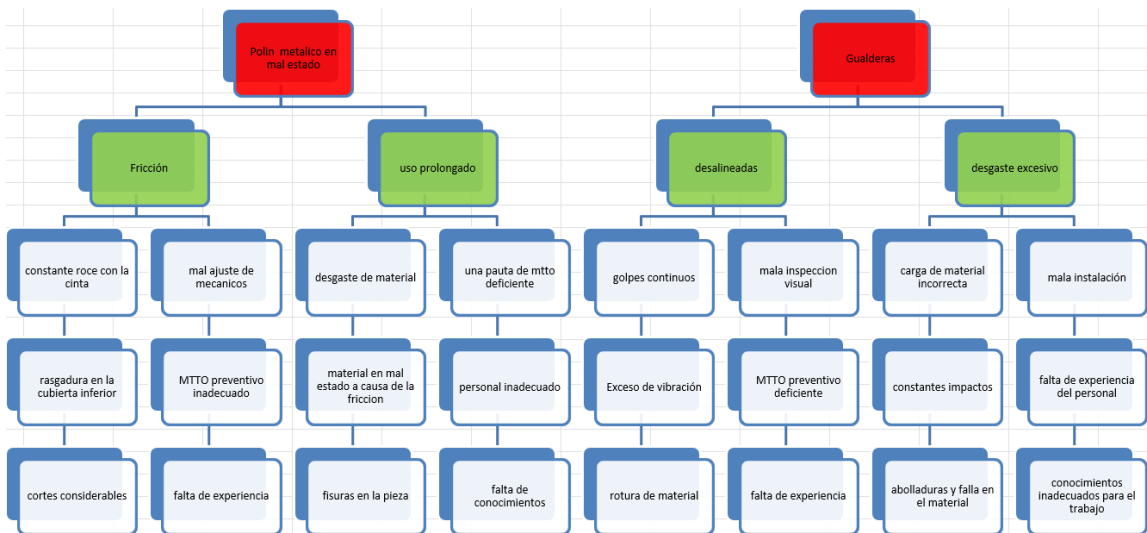 Polin metalico en
mal estado
Gualderas
Fricción
uso prolongado
desalineadas
desgaste excesivo
constante roce con la
cinta
mal ajuste de
mecanicos
desgaste de material
una pauta de mtto
deficiente
golpes continuos
mala inspeccion
visual
carga de material
incorrecta
mala instalación
rasgadura en la
cubierta inferior
MTTO preventivo
inadecuado
material en mal
estado a causa de la
friccion
personal inadecuado
Exceso de vibración
MTTO preventivo
deficiente
constantes impactos
falta de experiencia
del personal
cortes considerables
falta de experiencia
fisuras en la pieza
falta de
conocimientos
rotura de material
falta de experiencia
abolladuras y falla en
el material
conocimientos
inadecuados para el
trabajo